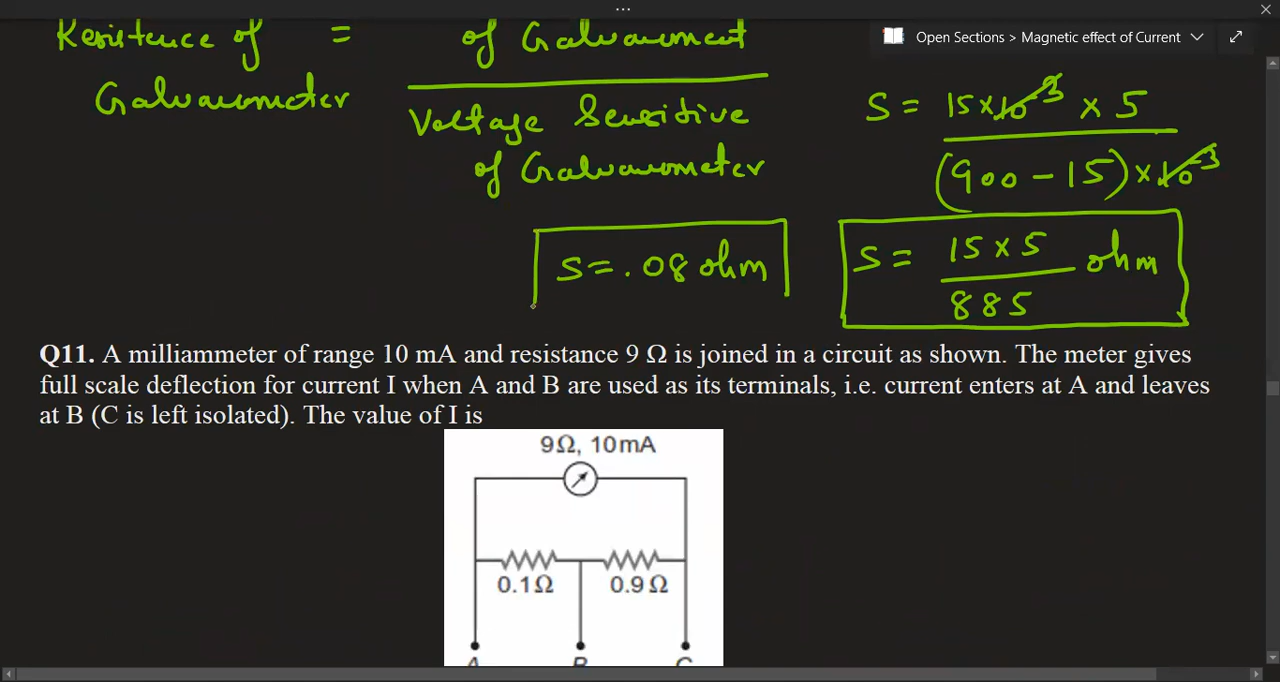 ...
Open Sections > Magnetic effect of Current
Resistence of = of Galvanment
Galvanometer
Voltage Sensitive
of Galvanometer
S = 15×10⁻³ × 5
(900 - 15) × 10⁻³
S = .08 ohm
S = 15 × 5 ohm
885
Q11. A milliammeter of range 10 mA and resistance 9 Ω is joined in a circuit as shown. The meter gives
full scale deflection for current I when A and B are used as its terminals, i.e. current enters at A and leaves
at B (C is left isolated). The value of I is
9Ω, 10mA
0.1Ω 0.9Ω
A B C